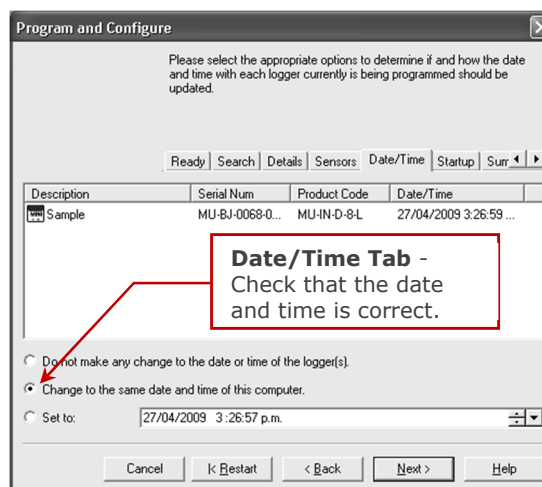 Program and Configure
Please select the appropriate options to determine if and how the date
and time with each logger currently is being programmed should be
updated.
Ready Search Details Sensors Date/Time Startup Sum
Description Serial Num Product Code Date/Time
MINI Sample MU-BJ-0068-0... MU-IN-D-8-L 27/04/2009 3:26:59 ...
Date/Time Tab -
Check that the date
and time is correct.
Do not make any change to the date or time of the logger(s).
Change to the same date and time of this computer.
Set to: 27/04/2009 3 :26:57 p.m.
Cancel |< Restart < Back Next > Help